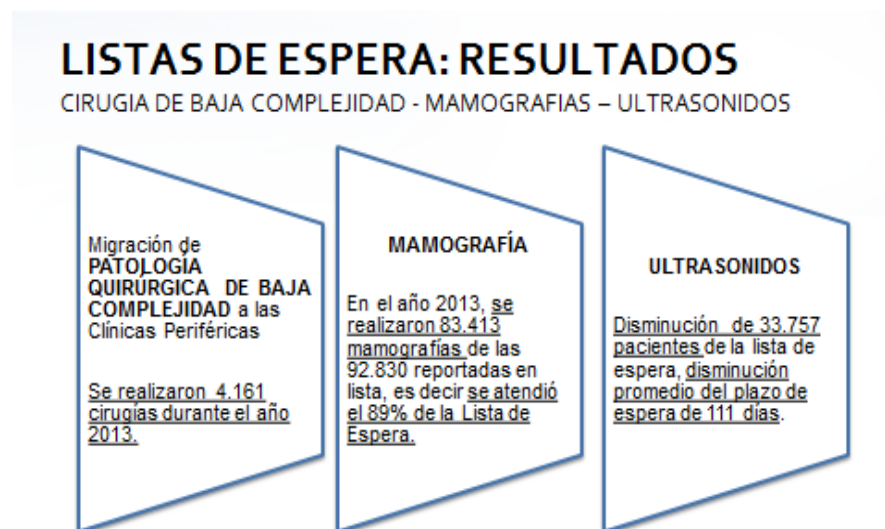 LISTAS DE ESPERA: RESULTADOS
CIRUGIA DE BAJA COMPLEJIDAD - MAMOGRAFIAS – ULTRASONIDOS
Migración de
PATOLOGÍA
QUIRÚRGICA DE BAJA
COMPLEJIDAD a las
Clínicas Periféricas
Se realizaron 4.161
cirugías durante el año
2013.
MAMOGRAFÍA
En el año 2013, se
realizaron 83.413
mamografías de las
92.830 reportadas en
lista, es decir se atendió
el 89% de la Lista de
Espera.
ULTRASONIDOS
Disminución de 33.757
pacientes de la lista de
espera, disminución
promedio del plazo de
espera de 111 días.